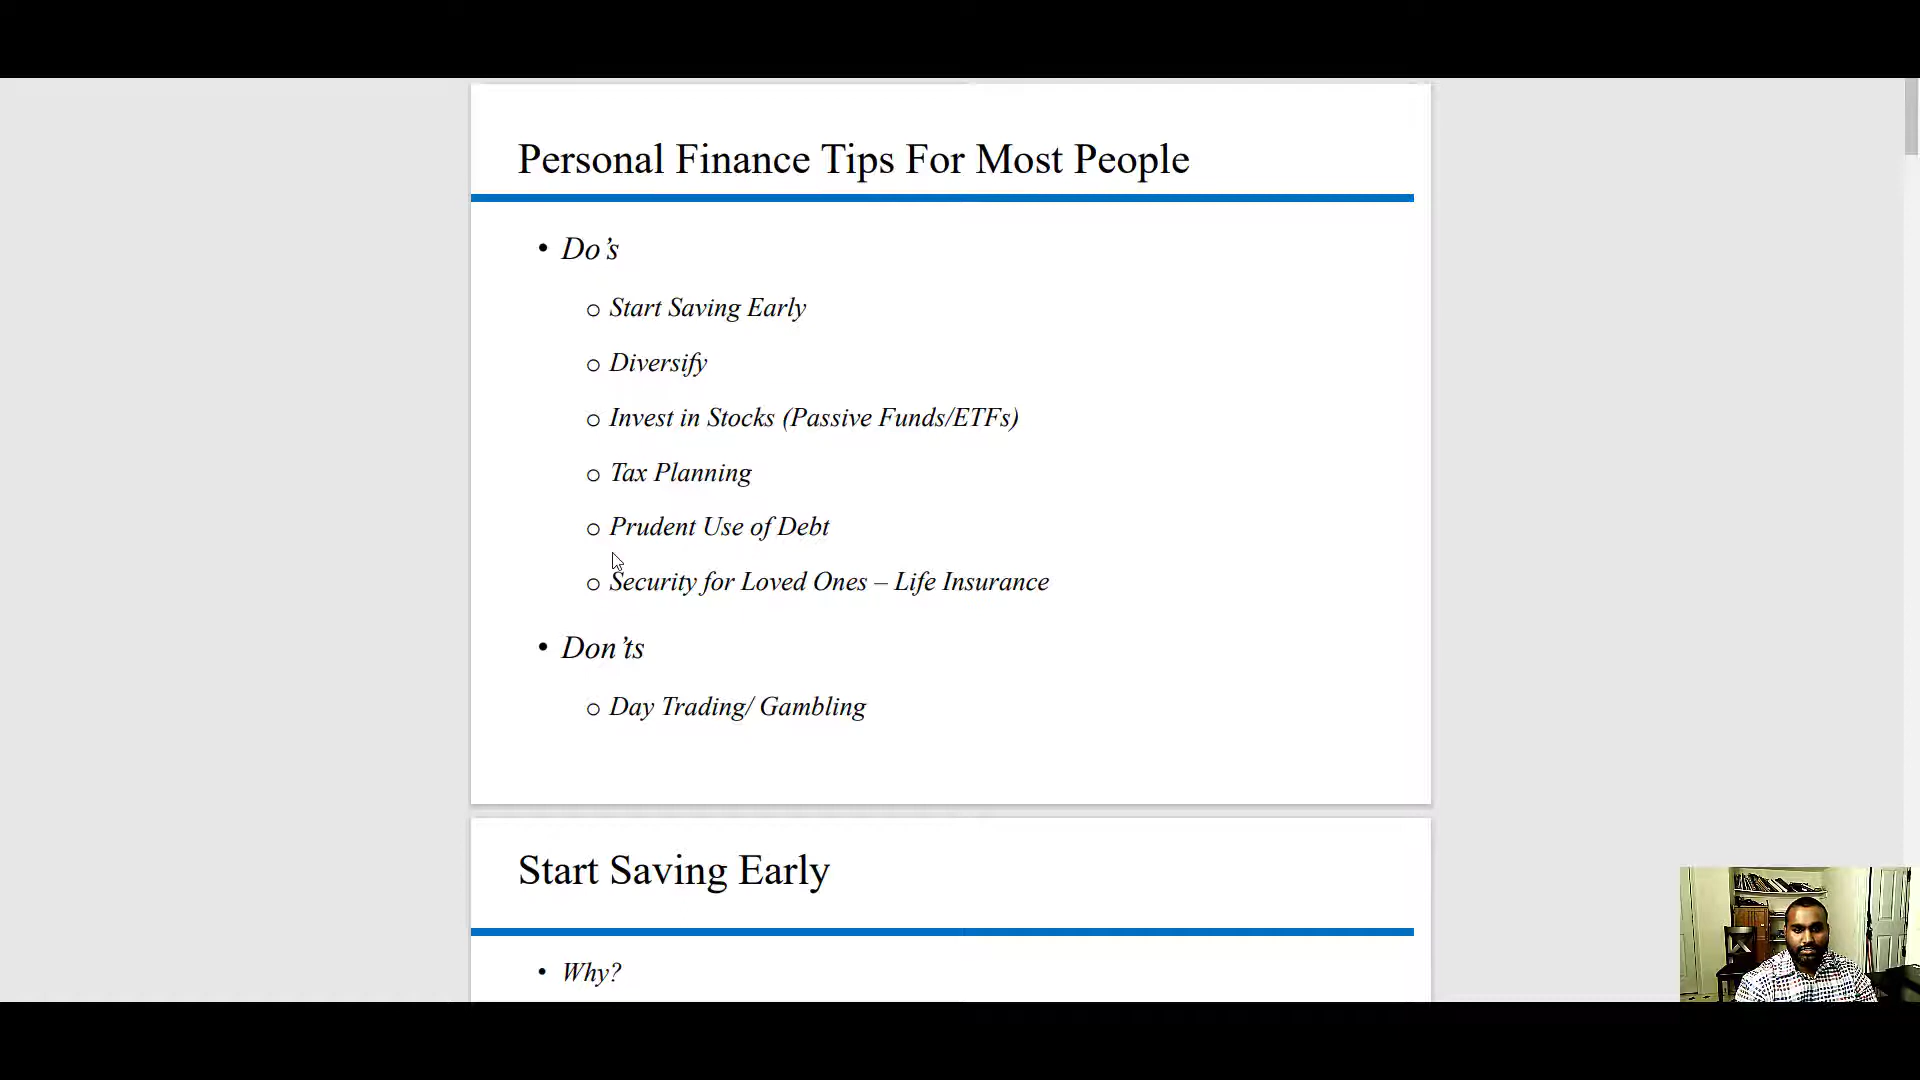 Personal Finance Tips For Most People
• Do’s
o Start Saving Early
o Diversify
o Invest in Stocks (Passive Funds/ETFs)
o Tax Planning
o Prudent Use of Debt
o Security for Loved Ones – Life Insurance
• Don’ts
o Day Trading/ Gambling
Start Saving Early
• Why?